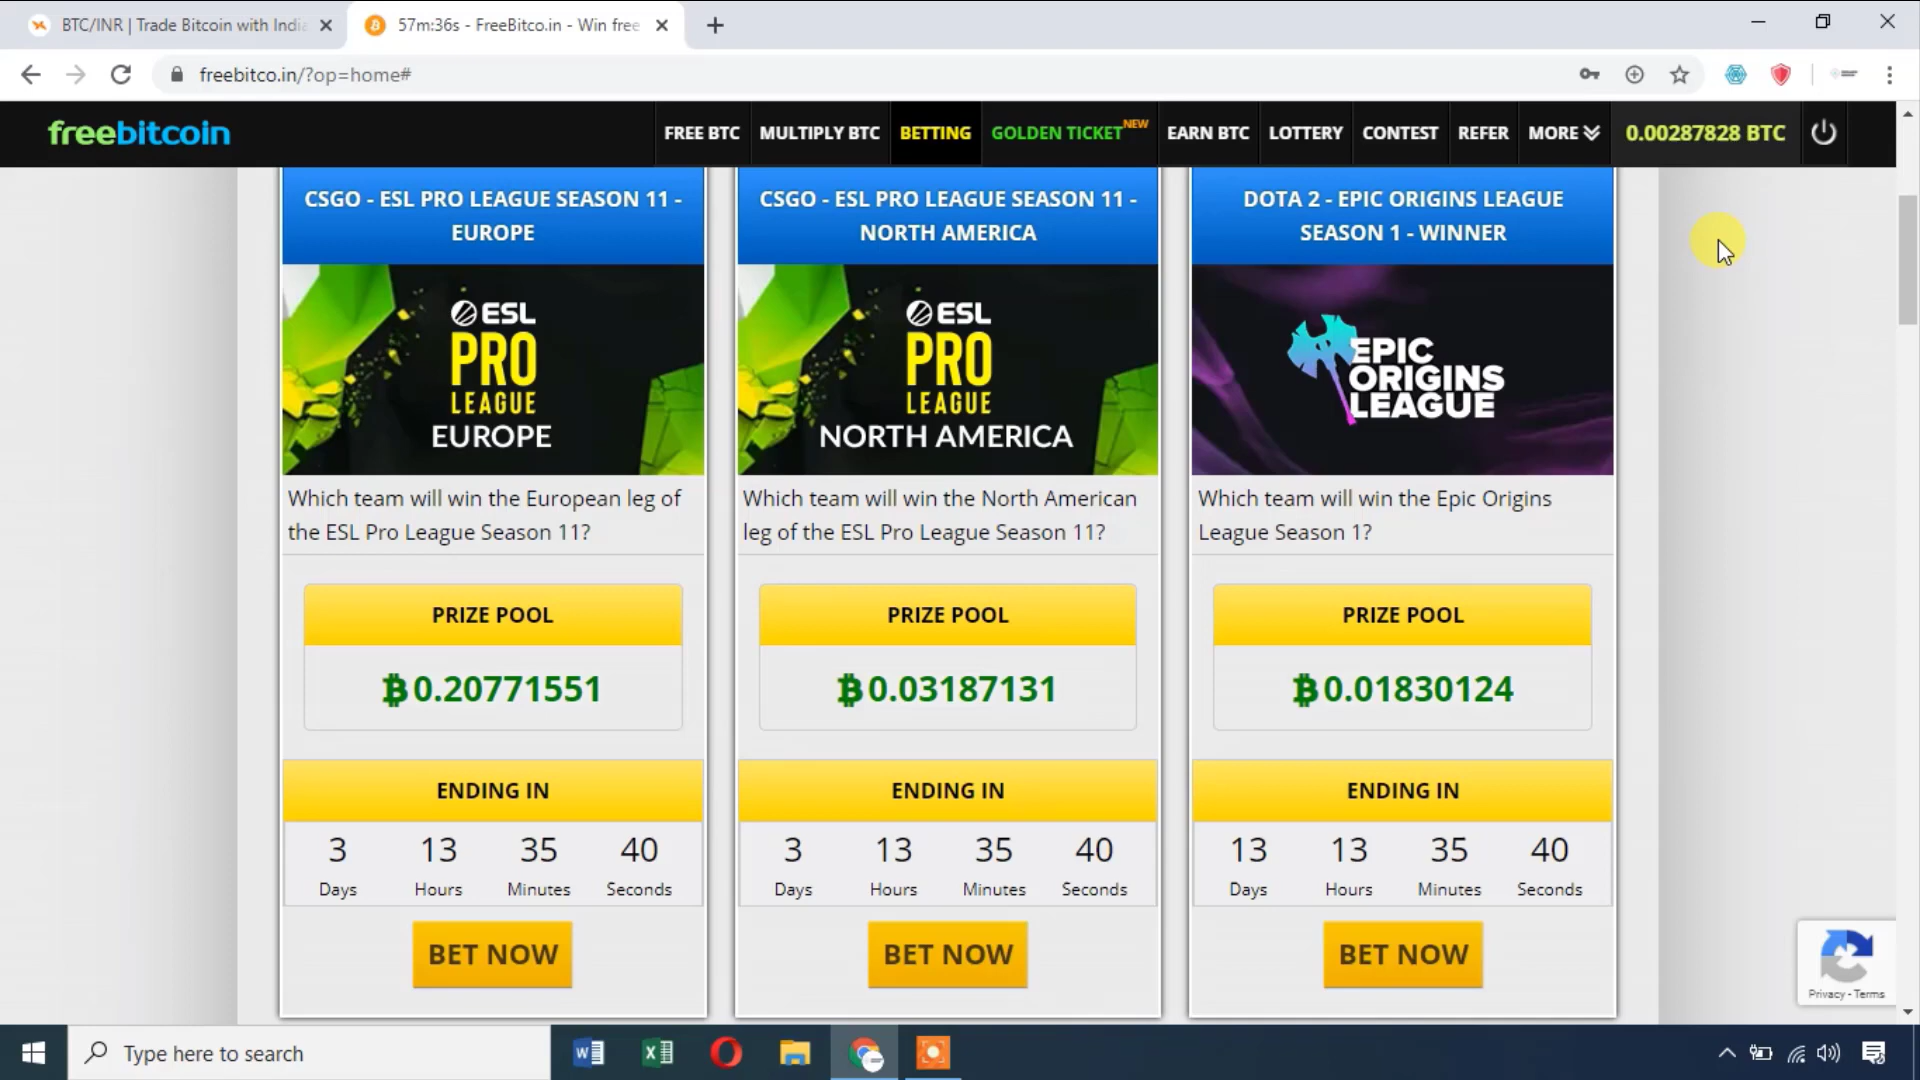 BTC/INR | Trade Bitcoin with India
57m:36s - FreeBitco.in - Win free
freebitco.in/?op=home#
freebitcoin
FREE BTC MULTIPLY BTC BETTING GOLDEN TICKET NEW EARN BTC LOTTERY CONTEST REFER MORE 0.00287828 BTC
CSGO - ESL PRO LEAGUE SEASON 11 -
EUROPE
ESL
PRO
LEAGUE
EUROPE
Which team will win the European leg of
the ESL Pro League Season 11?
PRIZE POOL
₿0.20771551
ENDING IN
3 13 35 40
Days Hours Minutes Seconds
BET NOW
CSGO - ESL PRO LEAGUE SEASON 11 -
NORTH AMERICA
ESL
PRO
LEAGUE
NORTH AMERICA
Which team will win the North American
leg of the ESL Pro League Season 11?
PRIZE POOL
₿0.03187131
ENDING IN
3 13 35 40
Days Hours Minutes Seconds
BET NOW
DOTA 2 - EPIC ORIGINS LEAGUE
SEASON 1 - WINNER
EPIC
ORIGINS
LEAGUE
Which team will win the Epic Origins
League Season 1?
PRIZE POOL
₿0.01830124
ENDING IN
13 13 35 40
Days Hours Minutes Seconds
BET NOW
Privacy - Terms
Type here to search